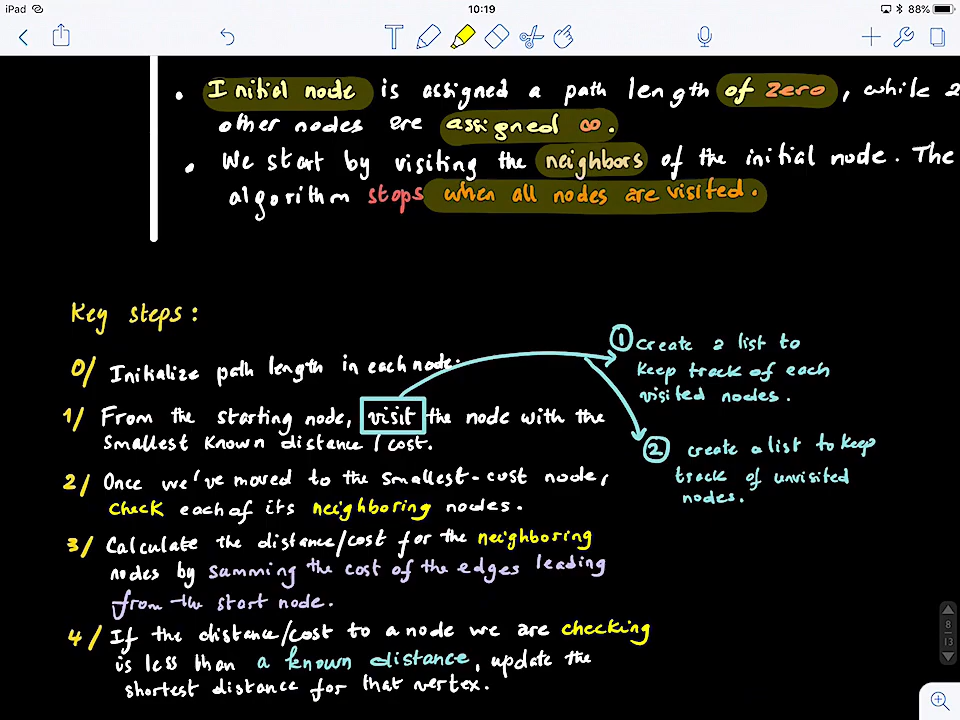 iPad
10:19
88%
• Initial node is assigned a path length of zero, while
other nodes are assigned ∞.
• We start by visiting the neighbors of the initial node. The
algorithm stops when all nodes are visited.
Key steps:
0/ Initialize path length in each node.
1/ From the starting node, visit the node with the
smallest known distance/cost.
① Create a list to
keep track of each
visited nodes.
② create a list to keep
track of unvisited
nodes.
2/ Once we've moved to the smallest-cost node,
check each of its neighboring nodes.
3/ Calculate the distance/cost for the neighboring
nodes by summing the cost of the edges leading
from the start node.
4/ If the distance/cost to a node we are checking
is less than a known distance, update the
shortest distance for that vertex.
8
13